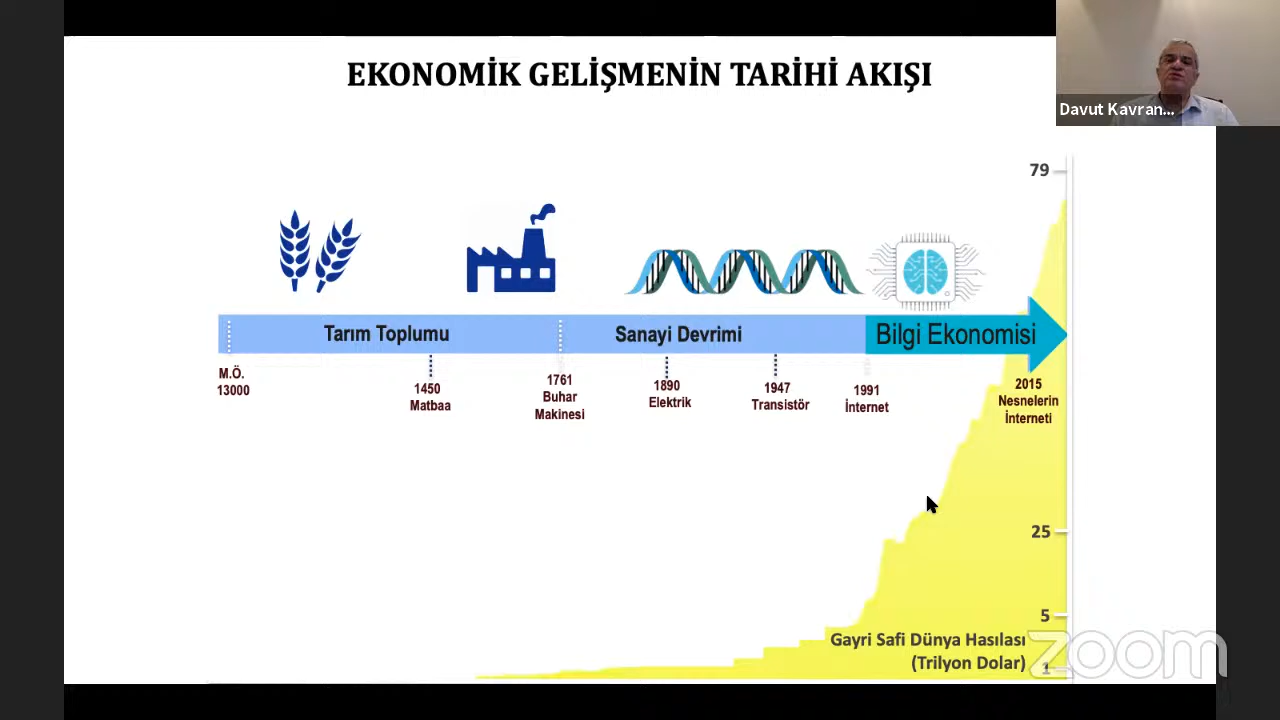 EKONOMİK GELİŞMENİN TARİHİ AKIŞI
Davut Kavran...
79
Tarım Toplumu
Sanayi Devrimi
Bilgi Ekonomisi
M.Ö.
13000
1450
Matbaa
1761
Buhar
Makinesi
1890
Elektrik
1947
Transistör
1991
İnternet
2015
Nesnelerin
İnterneti
25
5
Gayri Safi Dünya Hasılası
(Trilyon Dolar)
1
zoom